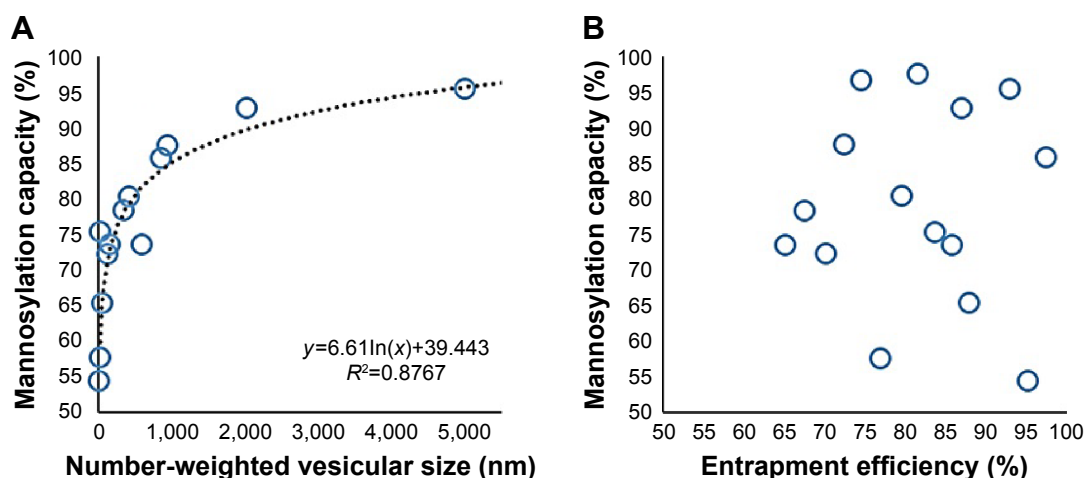 A
Mannosylation capacity (%)
100
95
90
85
80
75
70
65
60
55
50
y=6.61ln(x)+39.443
R²=0.8767
0 1,000 2,000 3,000 4,000 5,000
Number-weighted vesicular size (nm)
B
Mannosylation capacity (%)
100
95
90
85
80
75
70
65
60
55
50
50 55 60 65 70 75 80 85 90 95 100
Entrapment efficiency (%)